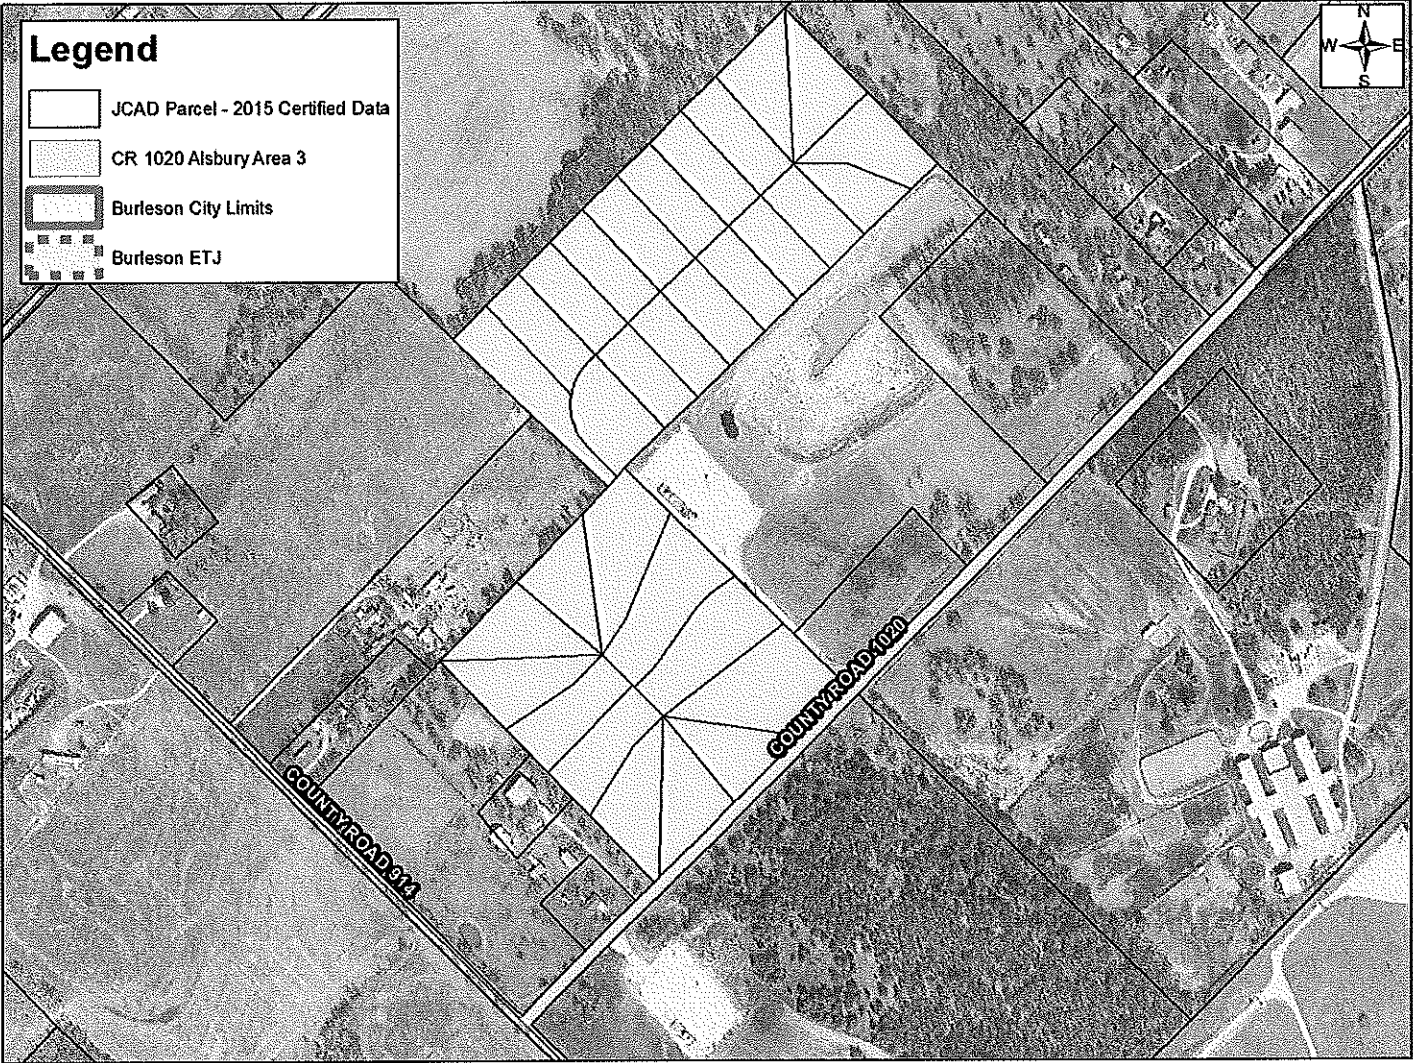 Legend
JCAD Parcel - 2015 Certified Data
CR 1020 Alsbury Area 3
Burleson City Limits
Burleson ETJ
N
W E
S
COUNTY ROAD 1020
COUNTY ROAD 914